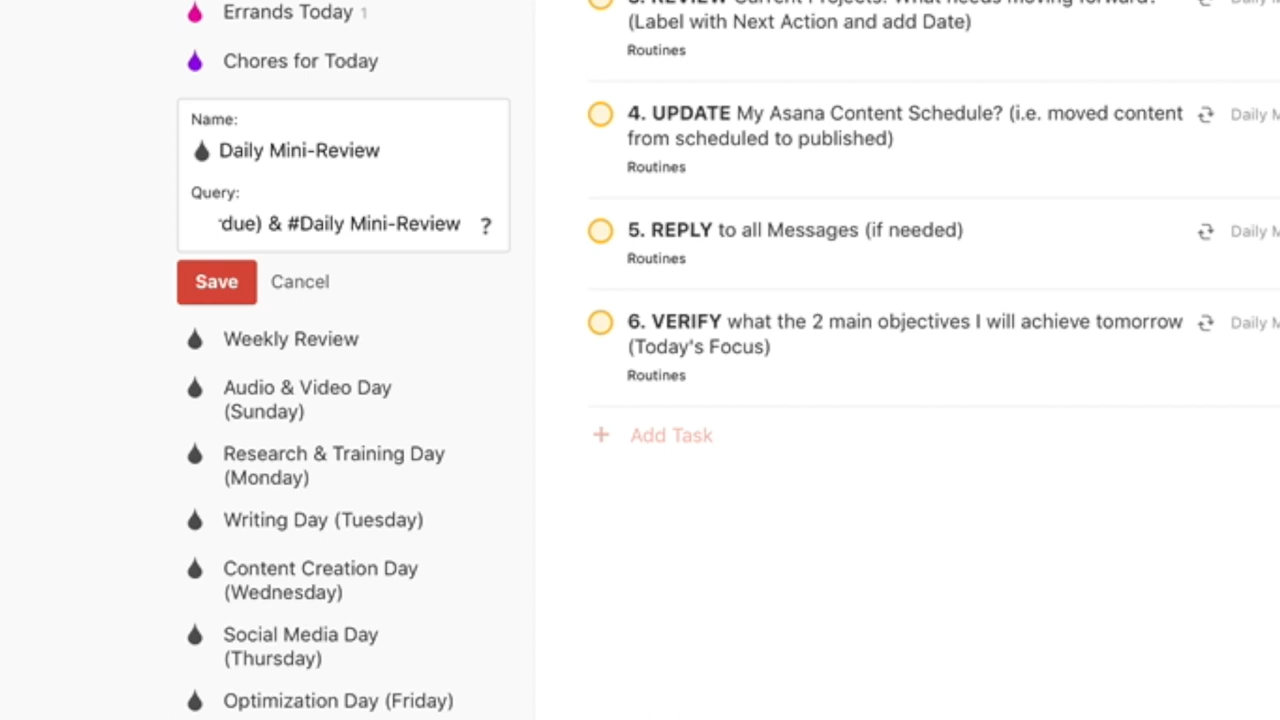 Errands Today 1
Chores for Today
Name:
Daily Mini-Review
Query:
due) & #Daily Mini-Review ?
Save Cancel
Weekly Review
Audio & Video Day
(Sunday)
Research & Training Day
(Monday)
Writing Day (Tuesday)
Content Creation Day
(Wednesday)
Social Media Day
(Thursday)
Optimization Day (Friday)
3. REVIEW Current Projects: What needs moving forward?
(Label with Next Action and add Date)
Routines
4. UPDATE My Asana Content Schedule? (i.e. moved content Daily M
from scheduled to published)
Routines
5. REPLY to all Messages (if needed) Daily M
Routines
6. VERIFY what the 2 main objectives I will achieve tomorrow Daily M
(Today's Focus)
Routines
+ Add Task